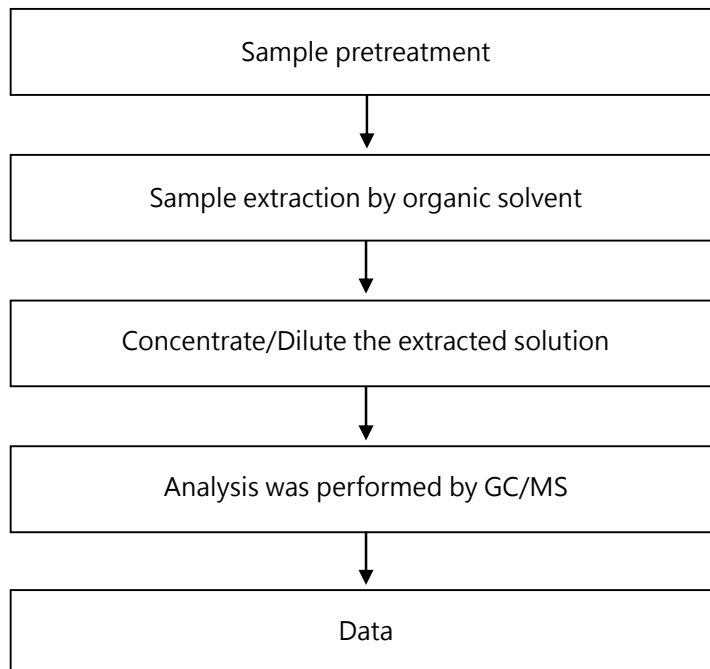 Sample pretreatment
Sample extraction by organic solvent
Concentrate/Dilute the extracted solution
Analysis was performed by GC/MS
Data